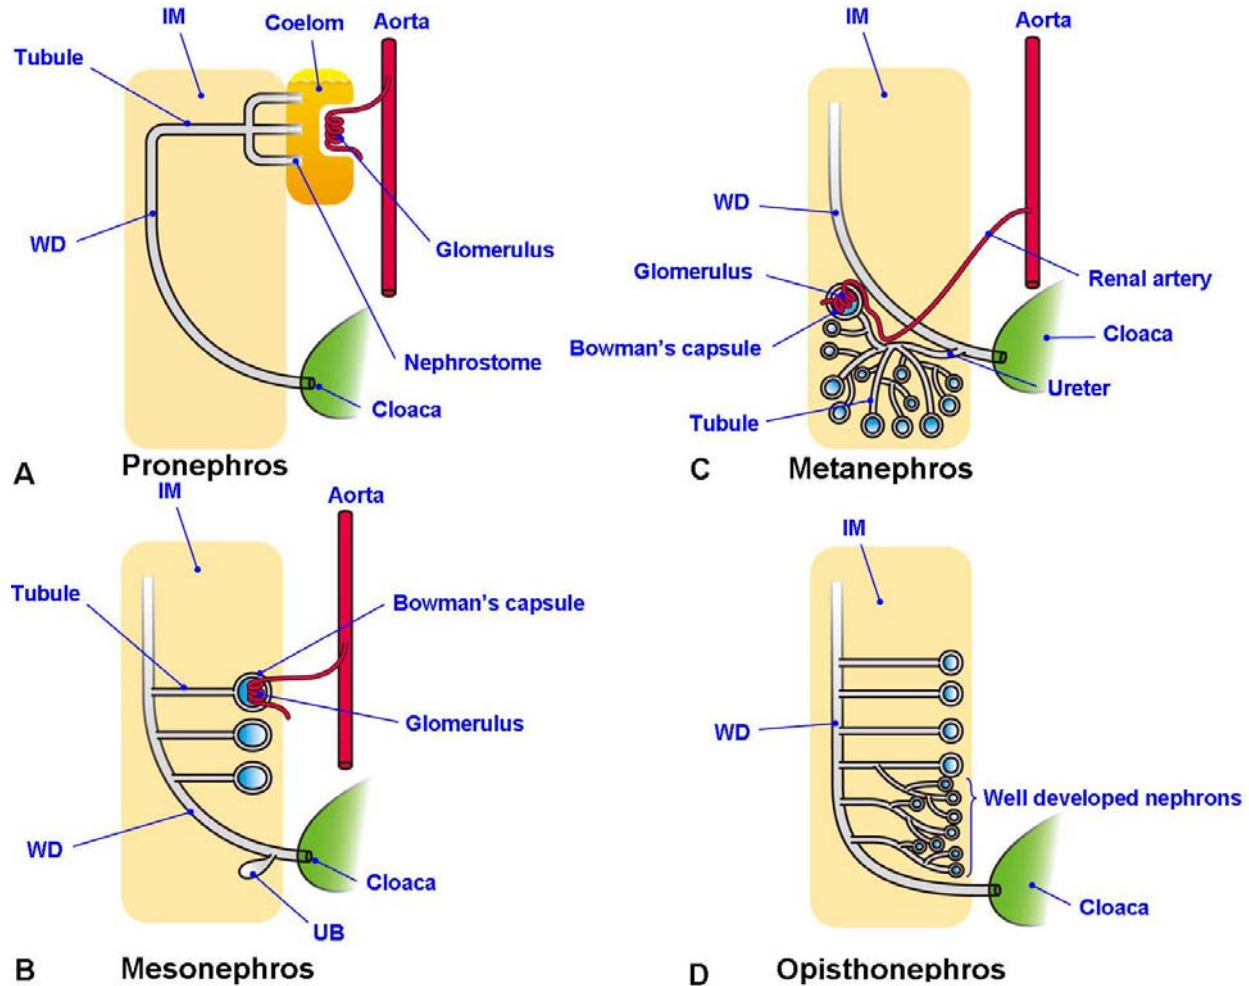 IM
Coelom
Aorta
Tubule
WD
Glomerulus
Nephrostome
Cloaca
A
Pronephros
IM
Aorta
Tubule
Bowman's capsule
Glomerulus
WD
Cloaca
UB
B
Mesonephros
IM
Aorta
WD
Glomerulus
Renal artery
Cloaca
Bowman's capsule
Ureter
Tubule
C
Metanephros
IM
WD
Well developed nephrons
Cloaca
D
Opisthonephros